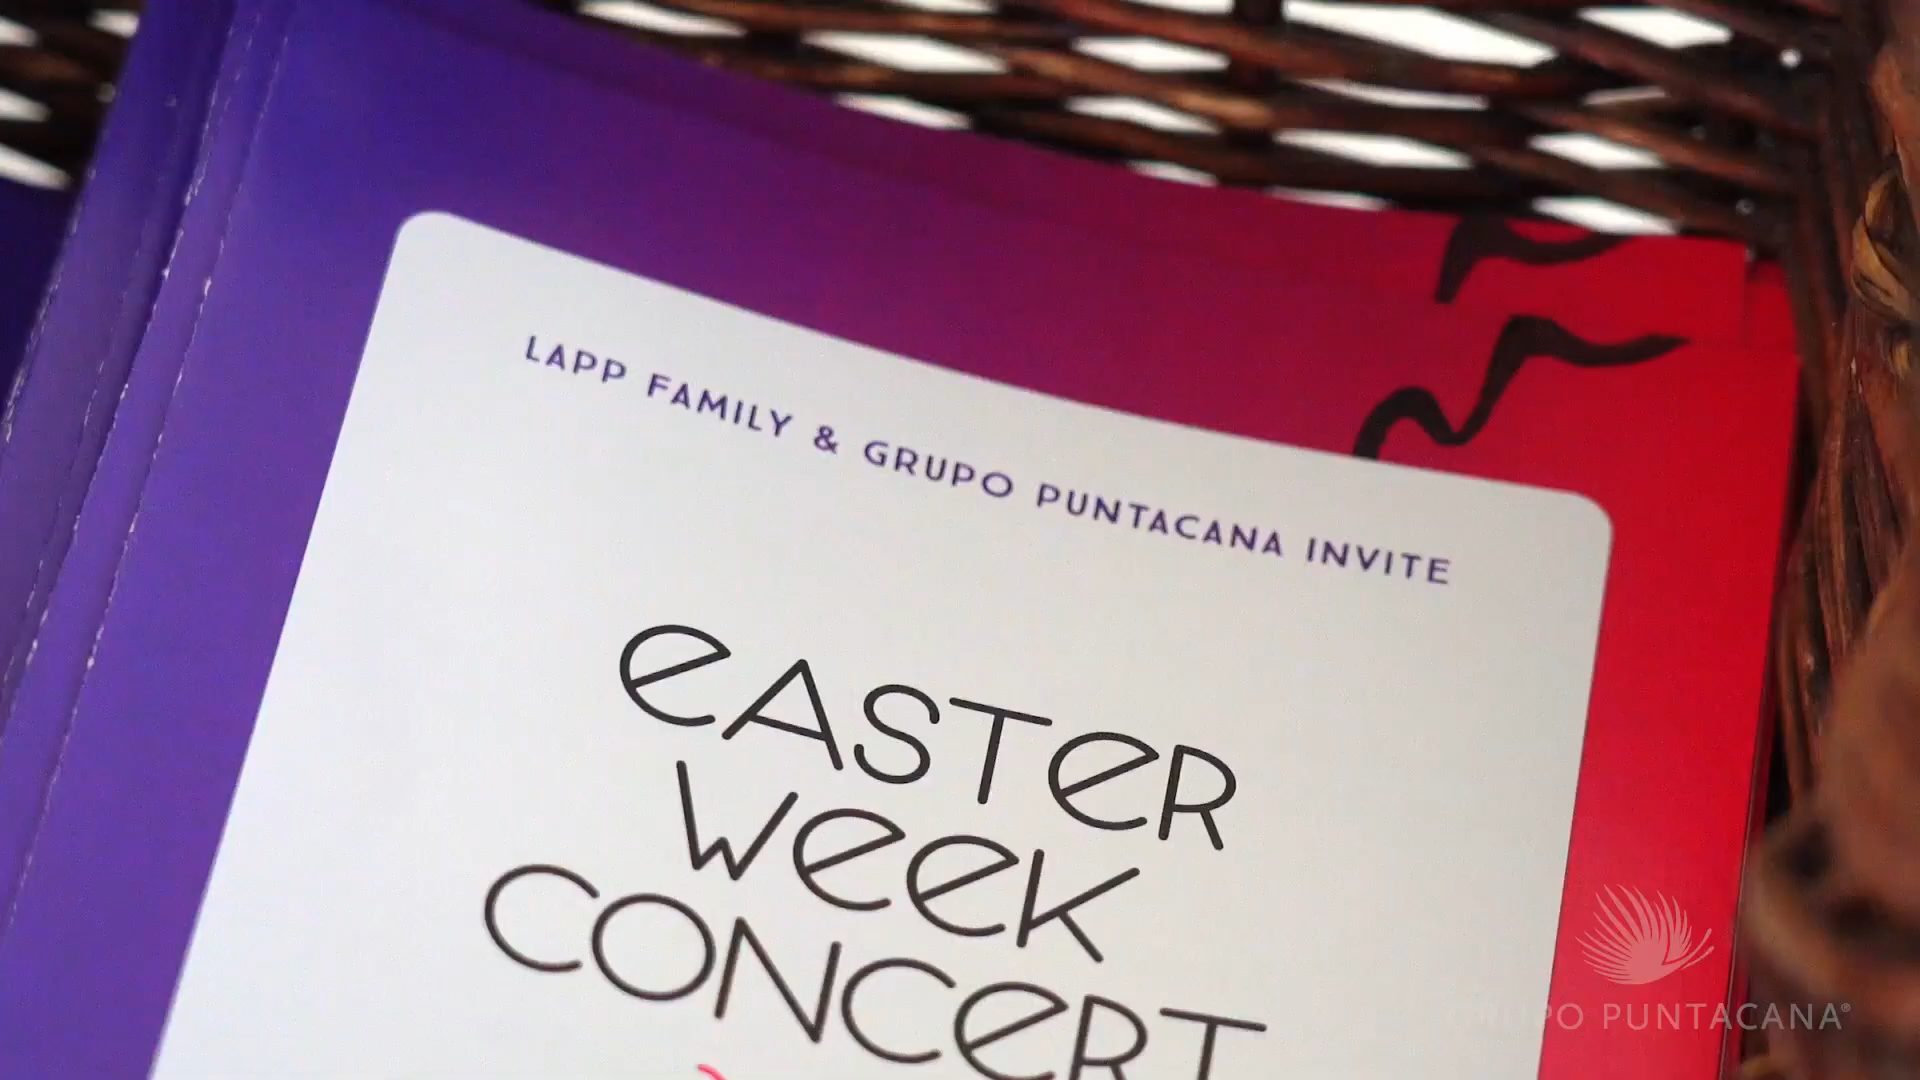 LAPP FAMILY & GRUPO PUNTACANA INVITE
eASTeR
WeeK
CONCeRT
GRUPO PUNTACANA®